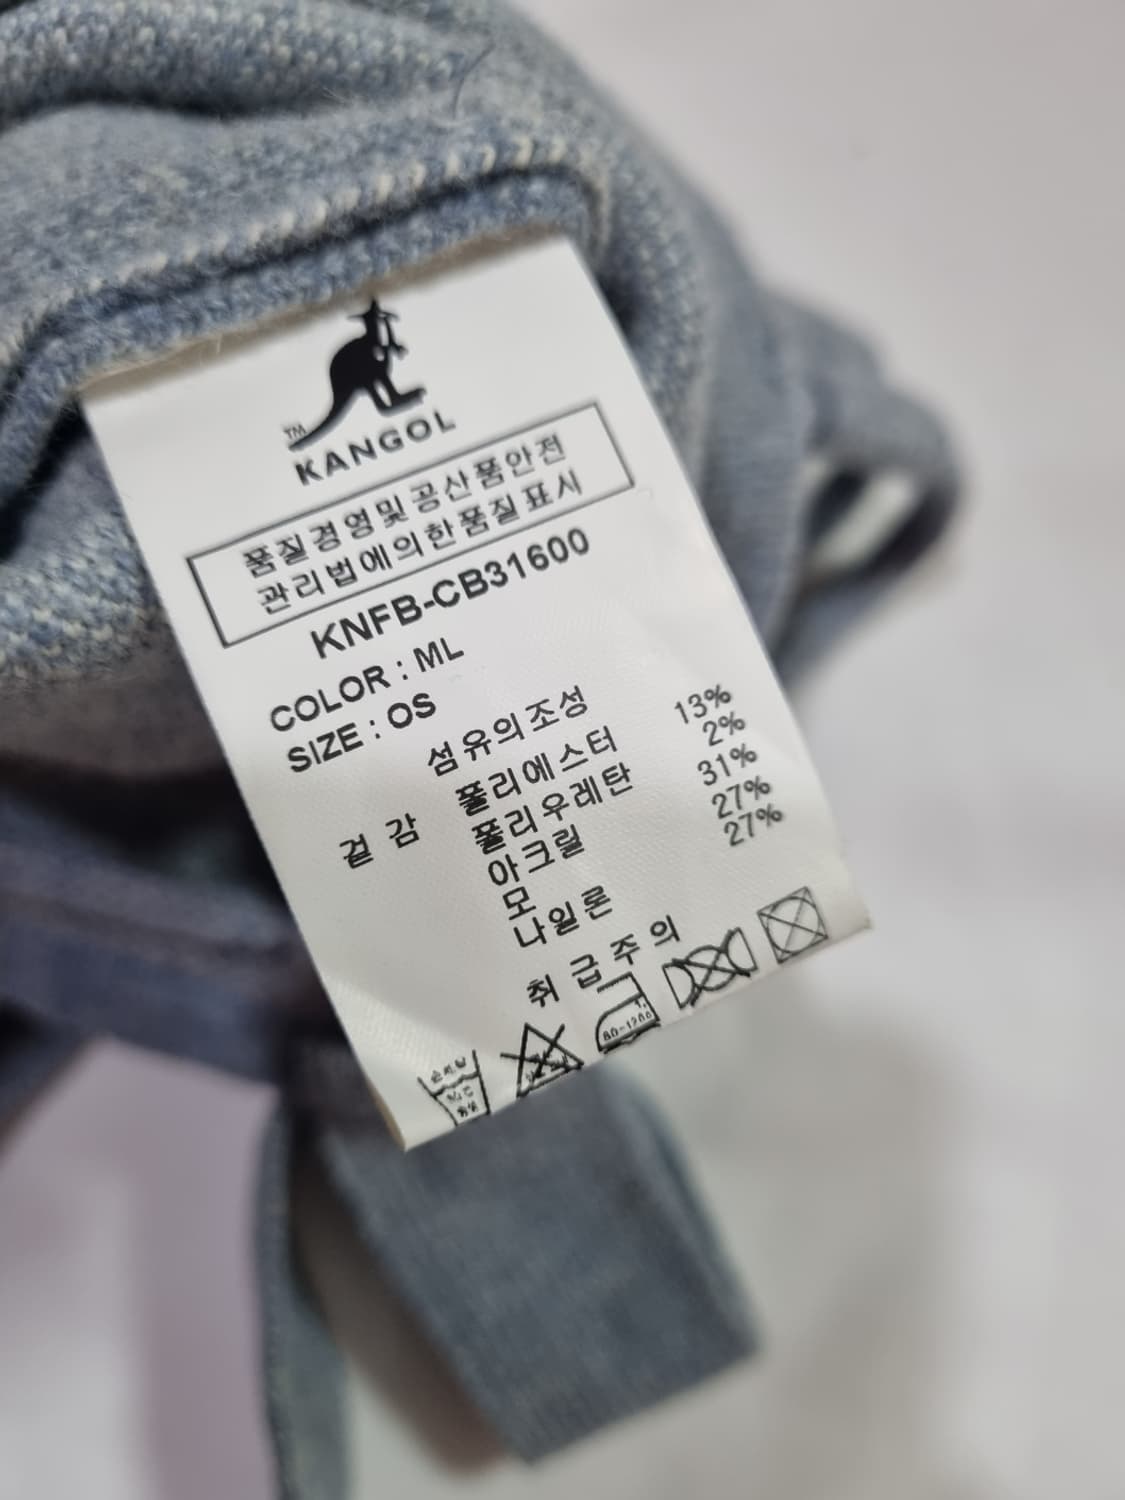 TM
KANGOL
품질경영및공산품안전
관리법에의한품질표시
KNFB-CB31600
COLOR : ML
SIZE : OS
섬유의조성
겉감 폴리에스터 13%
폴리우레탄 2%
아크릴 31%
모 27%
나일론 27%
취급주의